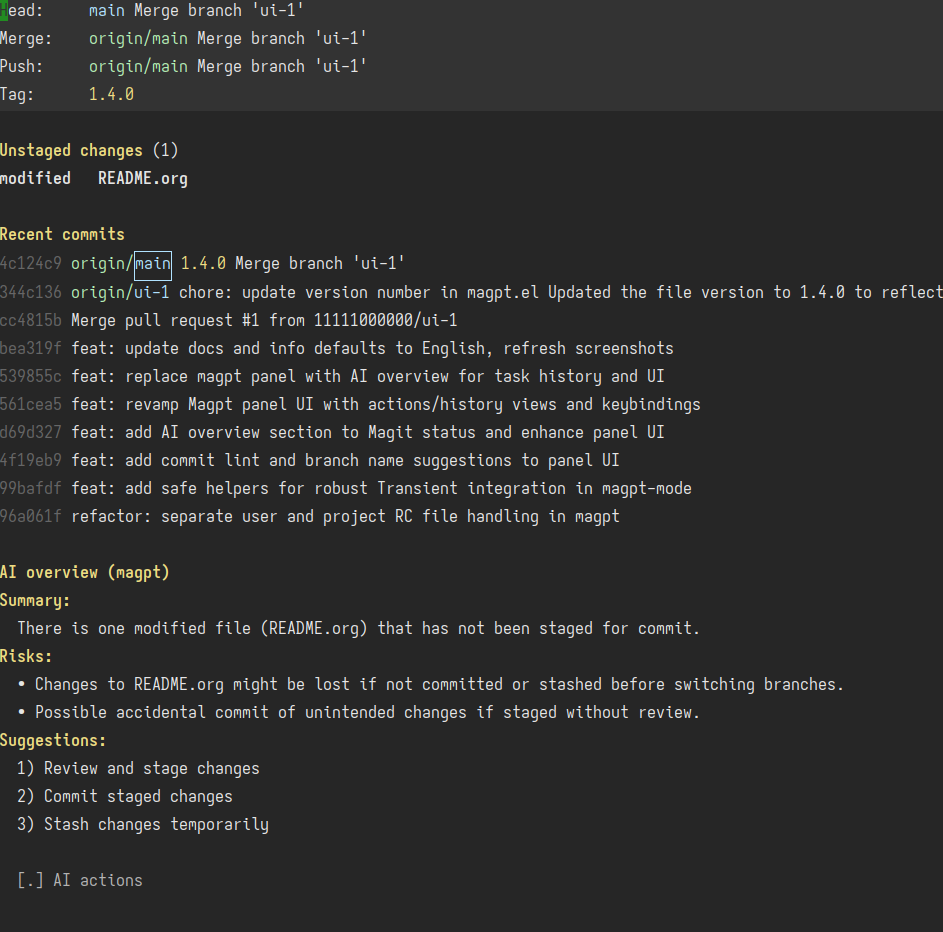 Head:     main Merge branch 'ui-1'
Merge:    origin/main Merge branch 'ui-1'
Push:     origin/main Merge branch 'ui-1'
Tag:      1.4.0
Unstaged changes (1)
modified   README.org
Recent commits
4c124c9 origin/main 1.4.0 Merge branch 'ui-1'
344c136 origin/ui-1 chore: update version number in magpt.el Updated the file version to 1.4.0 to reflect
cc4815b Merge pull request #1 from 11111000000/ui-1
bea319f feat: update docs and info defaults to English, refresh screenshots
539855c feat: replace magpt panel with AI overview for task history and UI
561cea5 feat: revamp Magpt panel UI with actions/history views and keybindings
d69d327 feat: add AI overview section to Magit status and enhance panel UI
4f19eb9 feat: add commit lint and branch name suggestions to panel UI
99bafdf feat: add safe helpers for robust Transient integration in magpt-mode
96a061f refactor: separate user and project RC file handling in magpt
AI overview (magpt)
Summary:
  There is one modified file (README.org) that has not been staged for commit.
Risks:
  • Changes to README.org might be lost if not committed or stashed before switching branches.
  • Possible accidental commit of unintended changes if staged without review.
Suggestions:
  1) Review and stage changes
  2) Commit staged changes
  3) Stash changes temporarily
  [.] AI actions